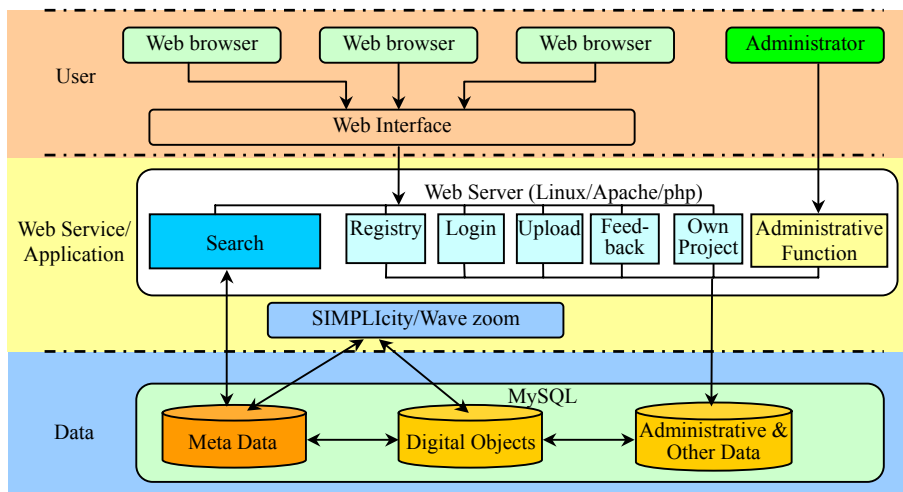 Web browser
Web browser
Web browser
Administrator
User
Web Interface
Web Server (Linux/Apache/php)
Web Service/
Application
Search
Registry
Login
Upload
Feed-
back
Own
Project
Administrative
Function
SIMPLIcity/Wave zoom
Data
MySQL
Meta Data
Digital Objects
Administrative &
Other Data